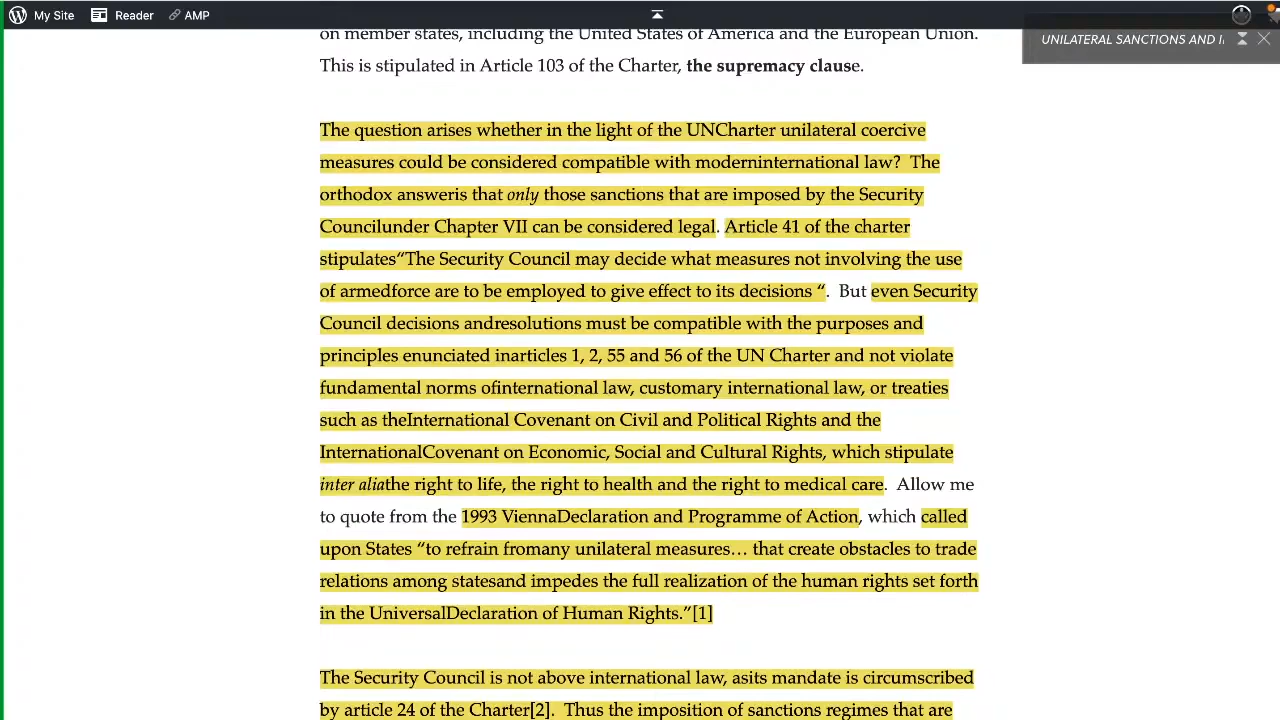 My Site Reader AMP
UNILATERAL SANCTIONS AND I
on member states, including the United States of America and the European Union.
This is stipulated in Article 103 of the Charter, the supremacy clause.
The question arises whether in the light of the UNCharter unilateral coercive
measures could be considered compatible with moderninternational law? The
orthodox answeris that only those sanctions that are imposed by the Security
Councilunder Chapter VII can be considered legal. Article 41 of the charter
stipulates“The Security Council may decide what measures not involving the use
of armedforce are to be employed to give effect to its decisions “. But even Security
Council decisions andresolutions must be compatible with the purposes and
principles enunciated inarticles 1, 2, 55 and 56 of the UN Charter and not violate
fundamental norms ofinternational law, customary international law, or treaties
such as theInternational Covenant on Civil and Political Rights and the
InternationalCovenant on Economic, Social and Cultural Rights, which stipulate
inter aliathe right to life, the right to health and the right to medical care. Allow me
to quote from the 1993 ViennaDeclaration and Programme of Action, which called
upon States “to refrain fromany unilateral measures… that create obstacles to trade
relations among statesand impedes the full realization of the human rights set forth
in the UniversalDeclaration of Human Rights.”[1]
The Security Council is not above international law, asits mandate is circumscribed
by article 24 of the Charter[2]. Thus the imposition of sanctions regimes that are